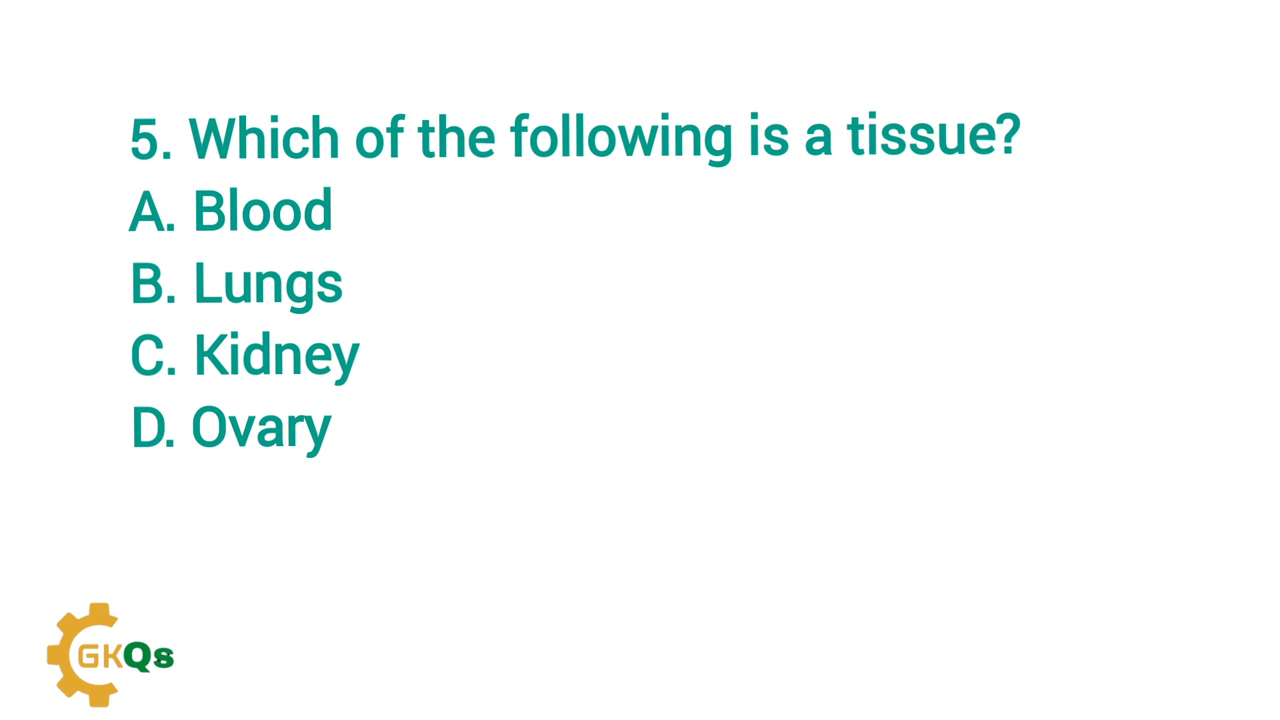 5. Which of the following is a tissue?
A. Blood
B. Lungs
C. Kidney
D. Ovary
GKQs